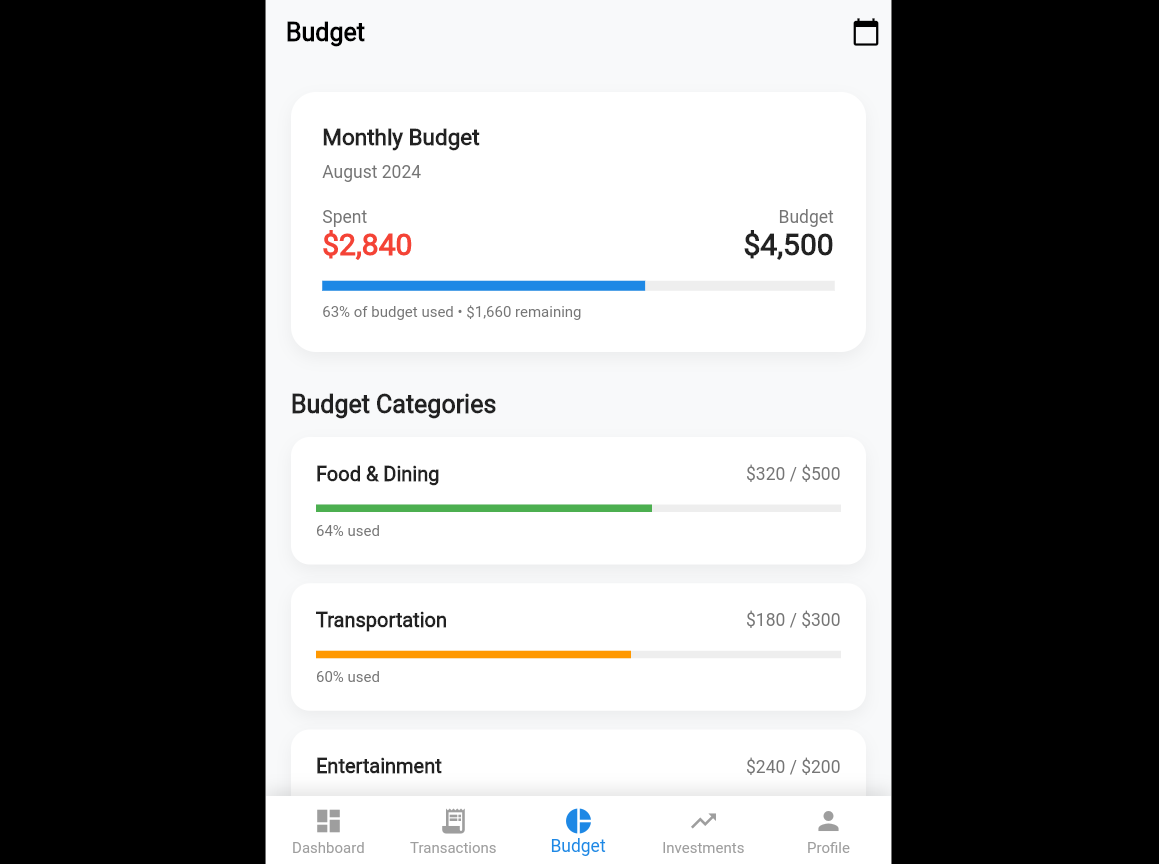 Budget
Monthly Budget
August 2024
Spent Budget
$2,840 $4,500
63% of budget used • $1,660 remaining
Budget Categories
Food & Dining $320 / $500
64% used
Transportation $180 / $300
60% used
Entertainment $240 / $200
Dashboard Transactions Budget Investments Profile